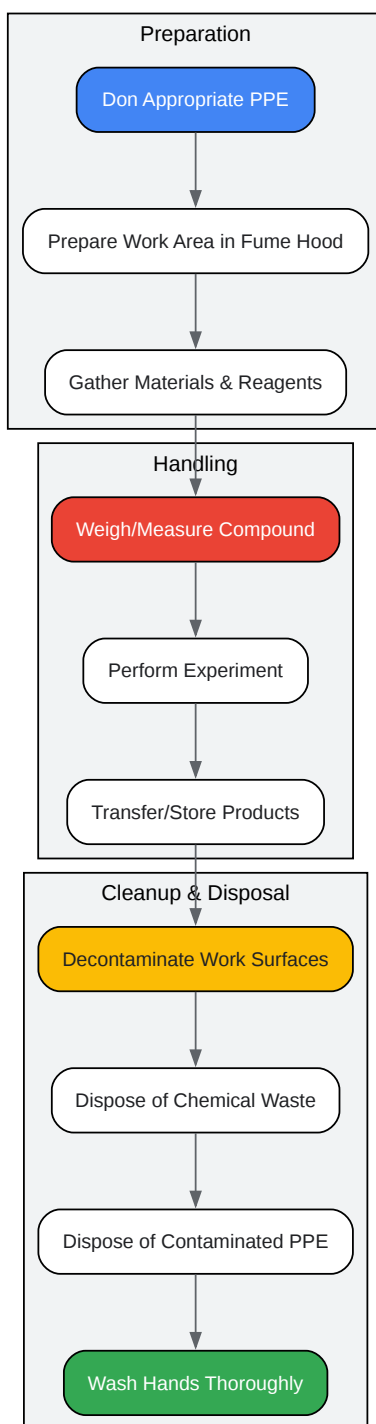 Preparation
Don Appropriate PPE
Prepare Work Area in Fume Hood
Gather Materials & Reagents
Handling
Weigh/Measure Compound
Perform Experiment
Transfer/Store Products
Cleanup & Disposal
Decontaminate Work Surfaces
Dispose of Chemical Waste
Dispose of Contaminated PPE
Wash Hands Thoroughly